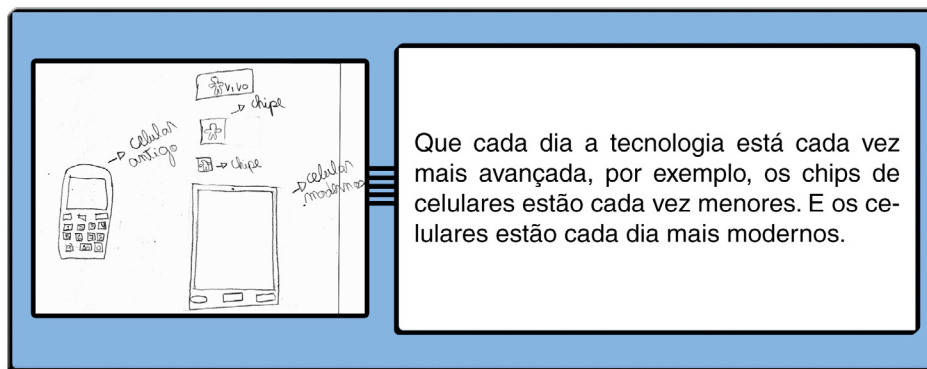 vivo
chipe
celular
antigo
chipe
celular
modernos
Que cada dia a tecnologia está cada vez
mais avançada, por exemplo, os chips de
celulares estão cada vez menores. E os ce-
lulares estão cada dia mais modernos.